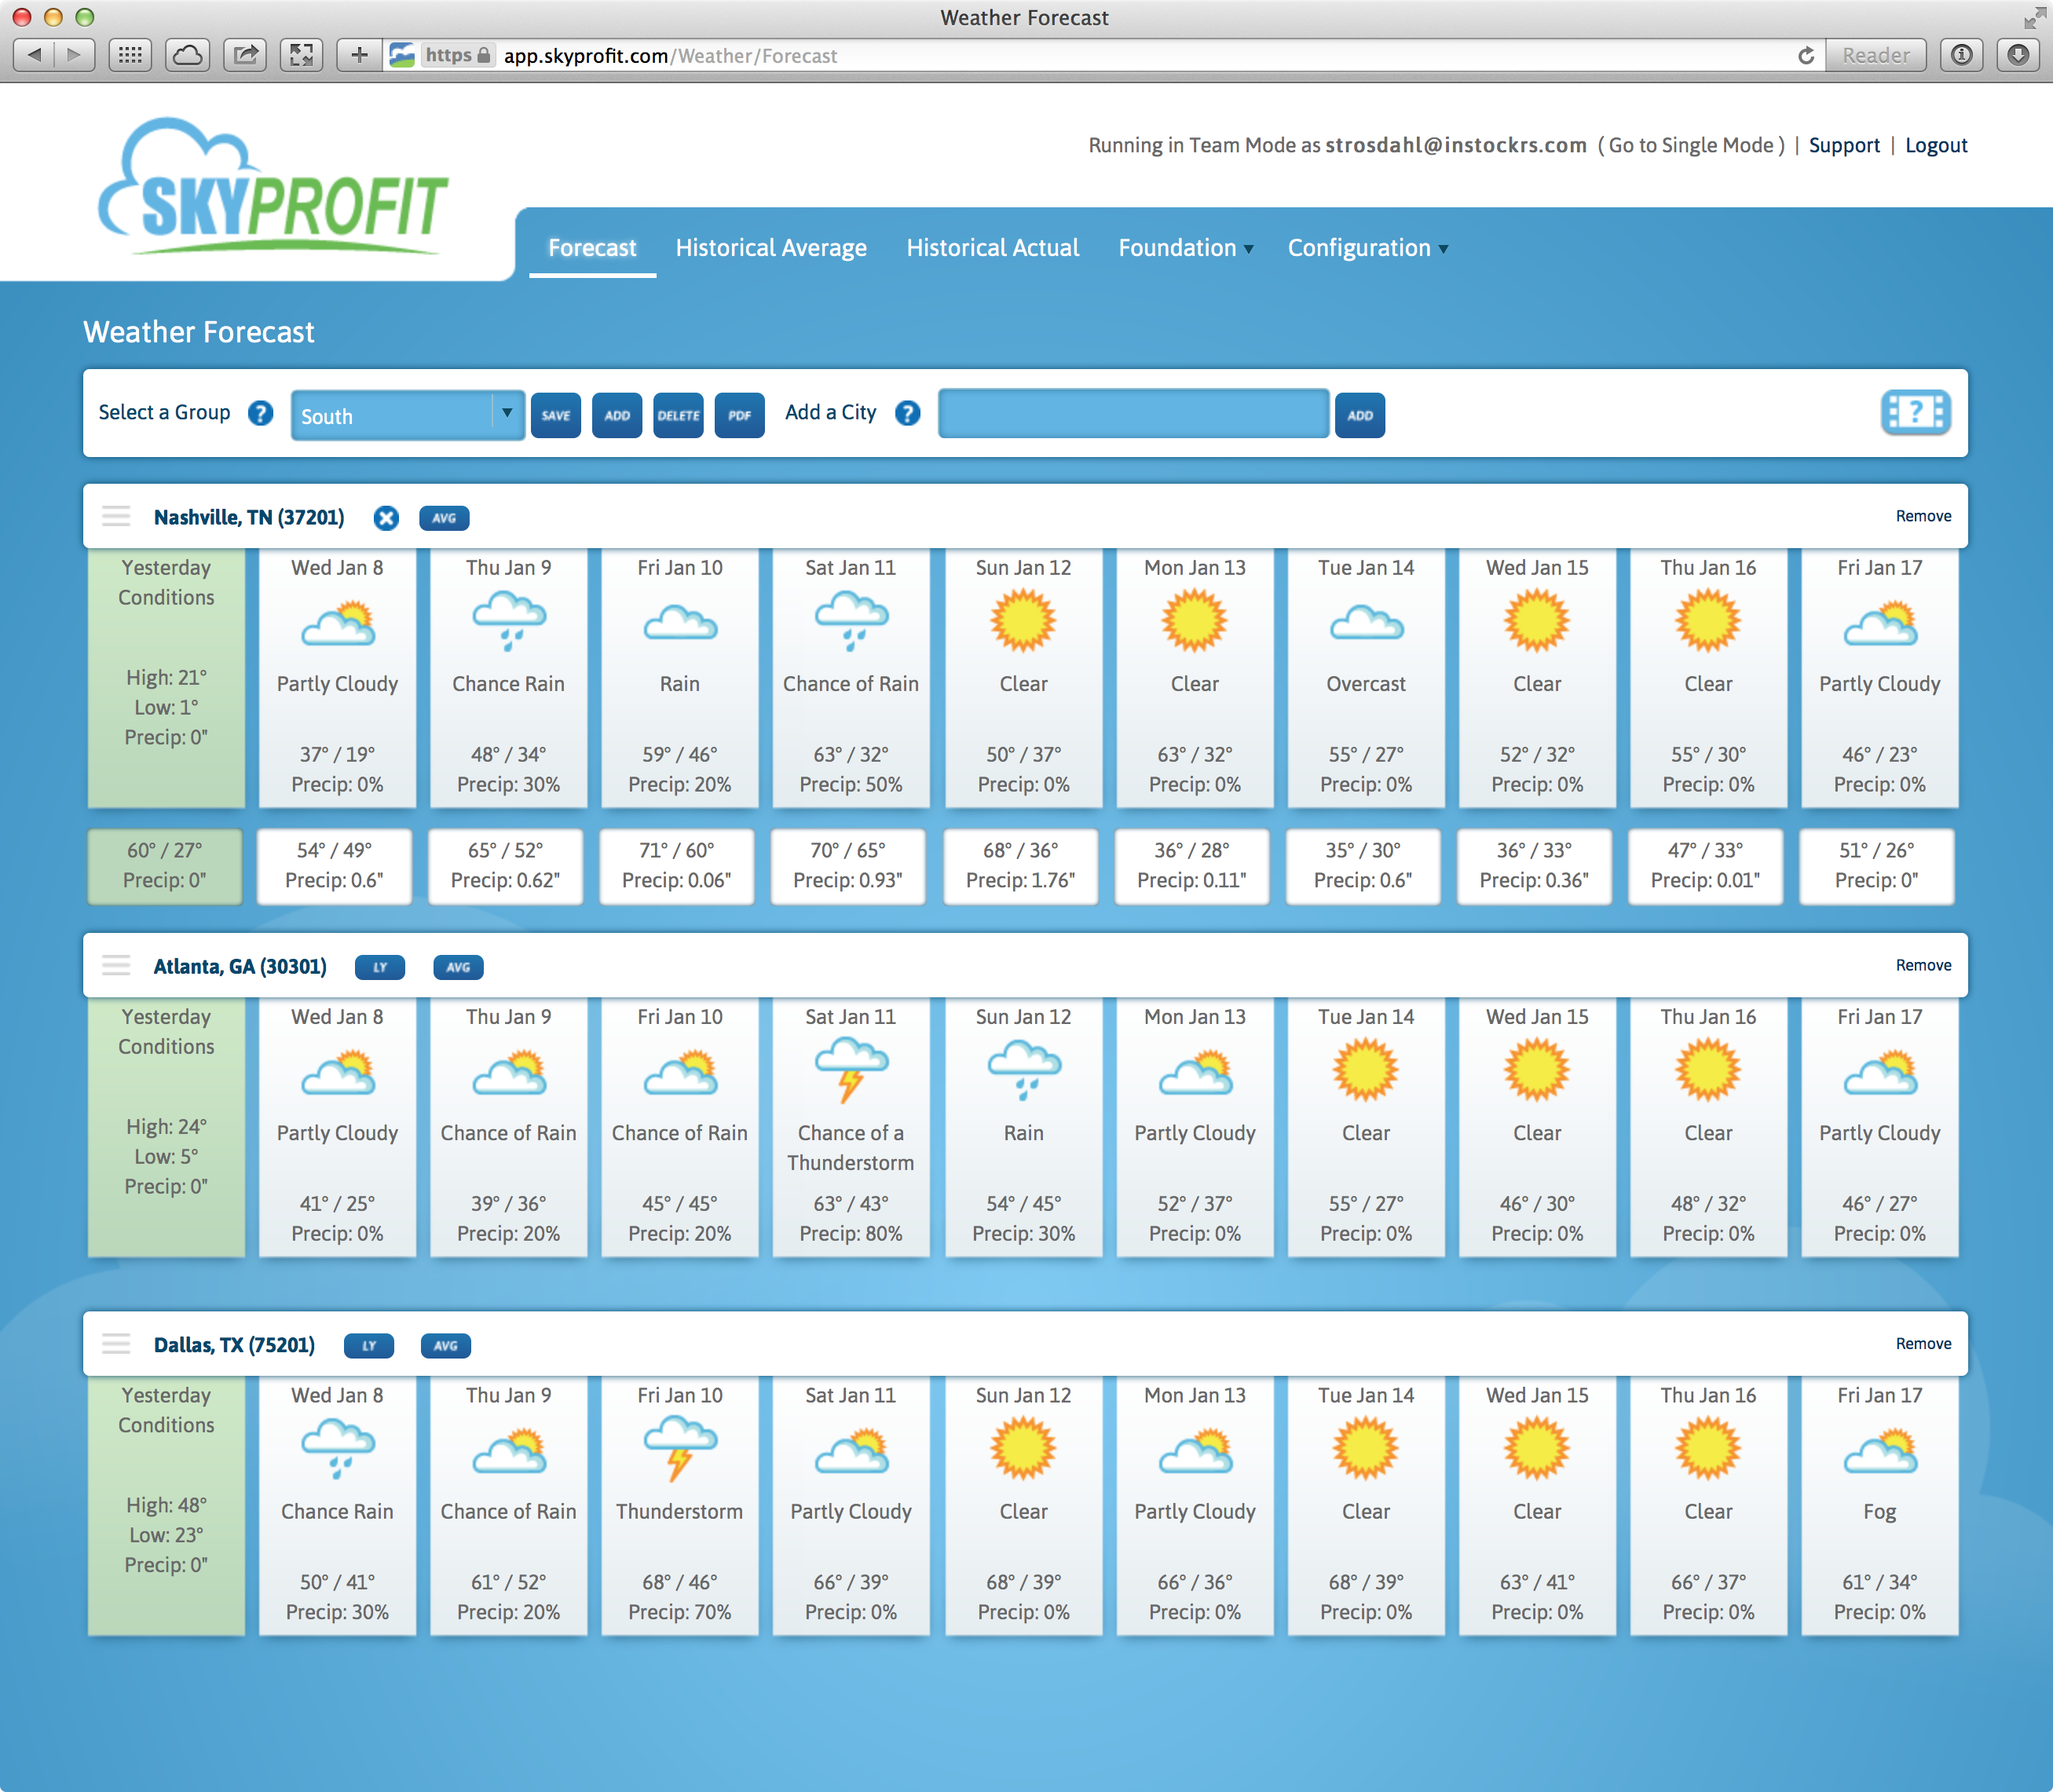 Weather Forecast
https app.skyprofit.com/Weather/Forecast Reader
Running in Team Mode as strosdahl@instockrs.com ( Go to Single Mode ) | Support | Logout
SKYPROFIT
Forecast Historical Average Historical Actual Foundation Configuration
Weather Forecast
Select a Group ? South SAVE ADD DELETE PDF Add a City ? ADD ?
Nashville, TN (37201) AVG Remove
Yesterday Wed Jan 8 Thu Jan 9 Fri Jan 10 Sat Jan 11 Sun Jan 12 Mon Jan 13 Tue Jan 14 Wed Jan 15 Thu Jan 16 Fri Jan 17
Conditions
High: 21° Partly Cloudy Chance Rain Rain Chance of Rain Clear Clear Overcast Clear Clear Partly Cloudy
Low: 1°
Precip: 0"
37° / 19° 48° / 34° 59° / 46° 63° / 32° 50° / 37° 63° / 32° 55° / 27° 52° / 32° 55° / 30° 46° / 23°
Precip: 0% Precip: 30% Precip: 20% Precip: 50% Precip: 0% Precip: 0% Precip: 0% Precip: 0% Precip: 0% Precip: 0%
60° / 27° 54° / 49° 65° / 52° 71° / 60° 70° / 65° 68° / 36° 36° / 28° 35° / 30° 36° / 33° 47° / 33° 51° / 26°
Precip: 0" Precip: 0.6" Precip: 0.62" Precip: 0.06" Precip: 0.93" Precip: 1.76" Precip: 0.11" Precip: 0.6" Precip: 0.36" Precip: 0.01" Precip: 0"
Atlanta, GA (30301) LY AVG Remove
Yesterday Wed Jan 8 Thu Jan 9 Fri Jan 10 Sat Jan 11 Sun Jan 12 Mon Jan 13 Tue Jan 14 Wed Jan 15 Thu Jan 16 Fri Jan 17
Conditions
High: 24° Partly Cloudy Chance of Rain Chance of Rain Chance of a Rain Partly Cloudy Clear Clear Clear Partly Cloudy
Low: 5° Thunderstorm
Precip: 0"
41° / 25° 39° / 36° 45° / 45° 63° / 43° 54° / 45° 52° / 37° 55° / 27° 46° / 30° 48° / 32° 46° / 27°
Precip: 0% Precip: 20% Precip: 20% Precip: 80% Precip: 30% Precip: 0% Precip: 0% Precip: 0% Precip: 0% Precip: 0%
Dallas, TX (75201) LY AVG Remove
Yesterday Wed Jan 8 Thu Jan 9 Fri Jan 10 Sat Jan 11 Sun Jan 12 Mon Jan 13 Tue Jan 14 Wed Jan 15 Thu Jan 16 Fri Jan 17
Conditions
High: 48° Chance Rain Chance of Rain Thunderstorm Partly Cloudy Clear Partly Cloudy Clear Clear Clear Fog
Low: 23°
Precip: 0"
50° / 41° 61° / 52° 68° / 46° 66° / 39° 68° / 39° 66° / 36° 68° / 39° 63° / 41° 66° / 37° 61° / 34°
Precip: 30% Precip: 20% Precip: 70% Precip: 0% Precip: 0% Precip: 0% Precip: 0% Precip: 0% Precip: 0% Precip: 0%